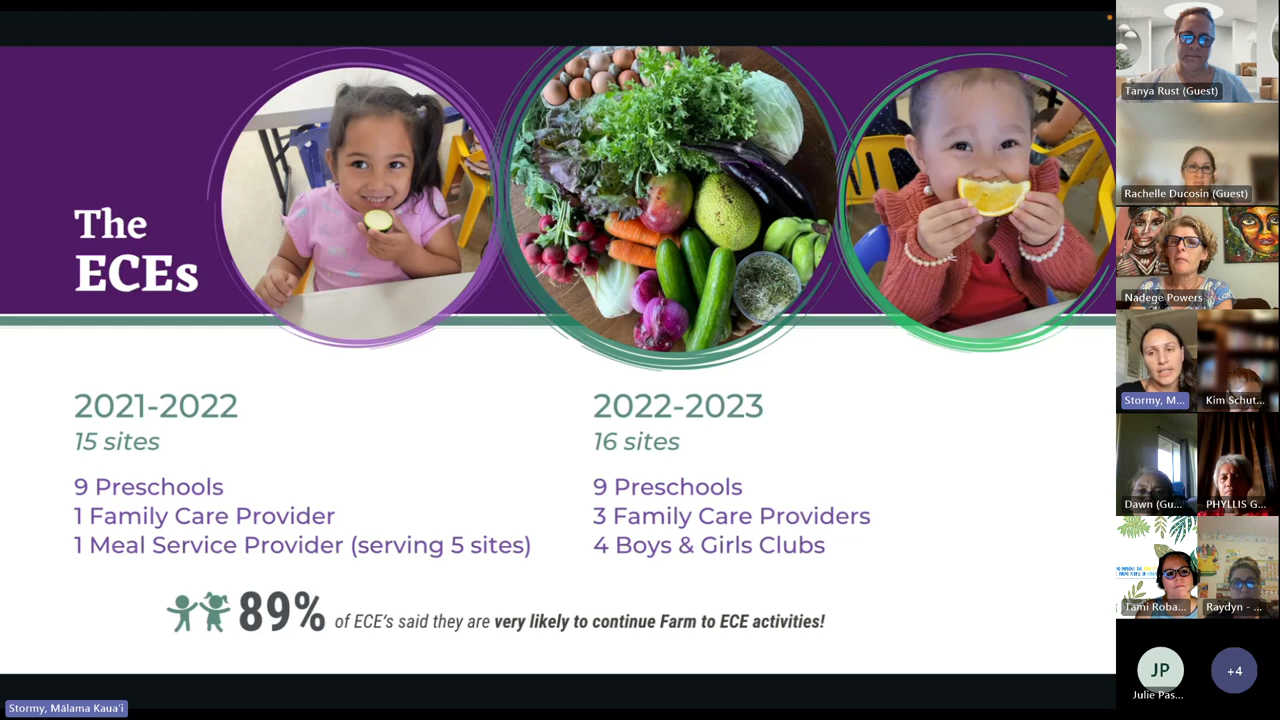 The
ECEs
2021-2022
15 sites
9 Preschools
1 Family Care Provider
1 Meal Service Provider (serving 5 sites)
2022-2023
16 sites
9 Preschools
3 Family Care Providers
4 Boys & Girls Clubs
89% of ECE's said they are very likely to continue Farm to ECE activities!
Stormy, Mālama Kaua'i
Tanya Rust (Guest)
Rachelle Ducosin (Guest)
Nadege Powers
Stormy, M...
Kim Schut...
Dawn (Gu...
PHYLLIS G...
Tami Roba...
Raydyn - ...
JP
Julie Pas...
+4